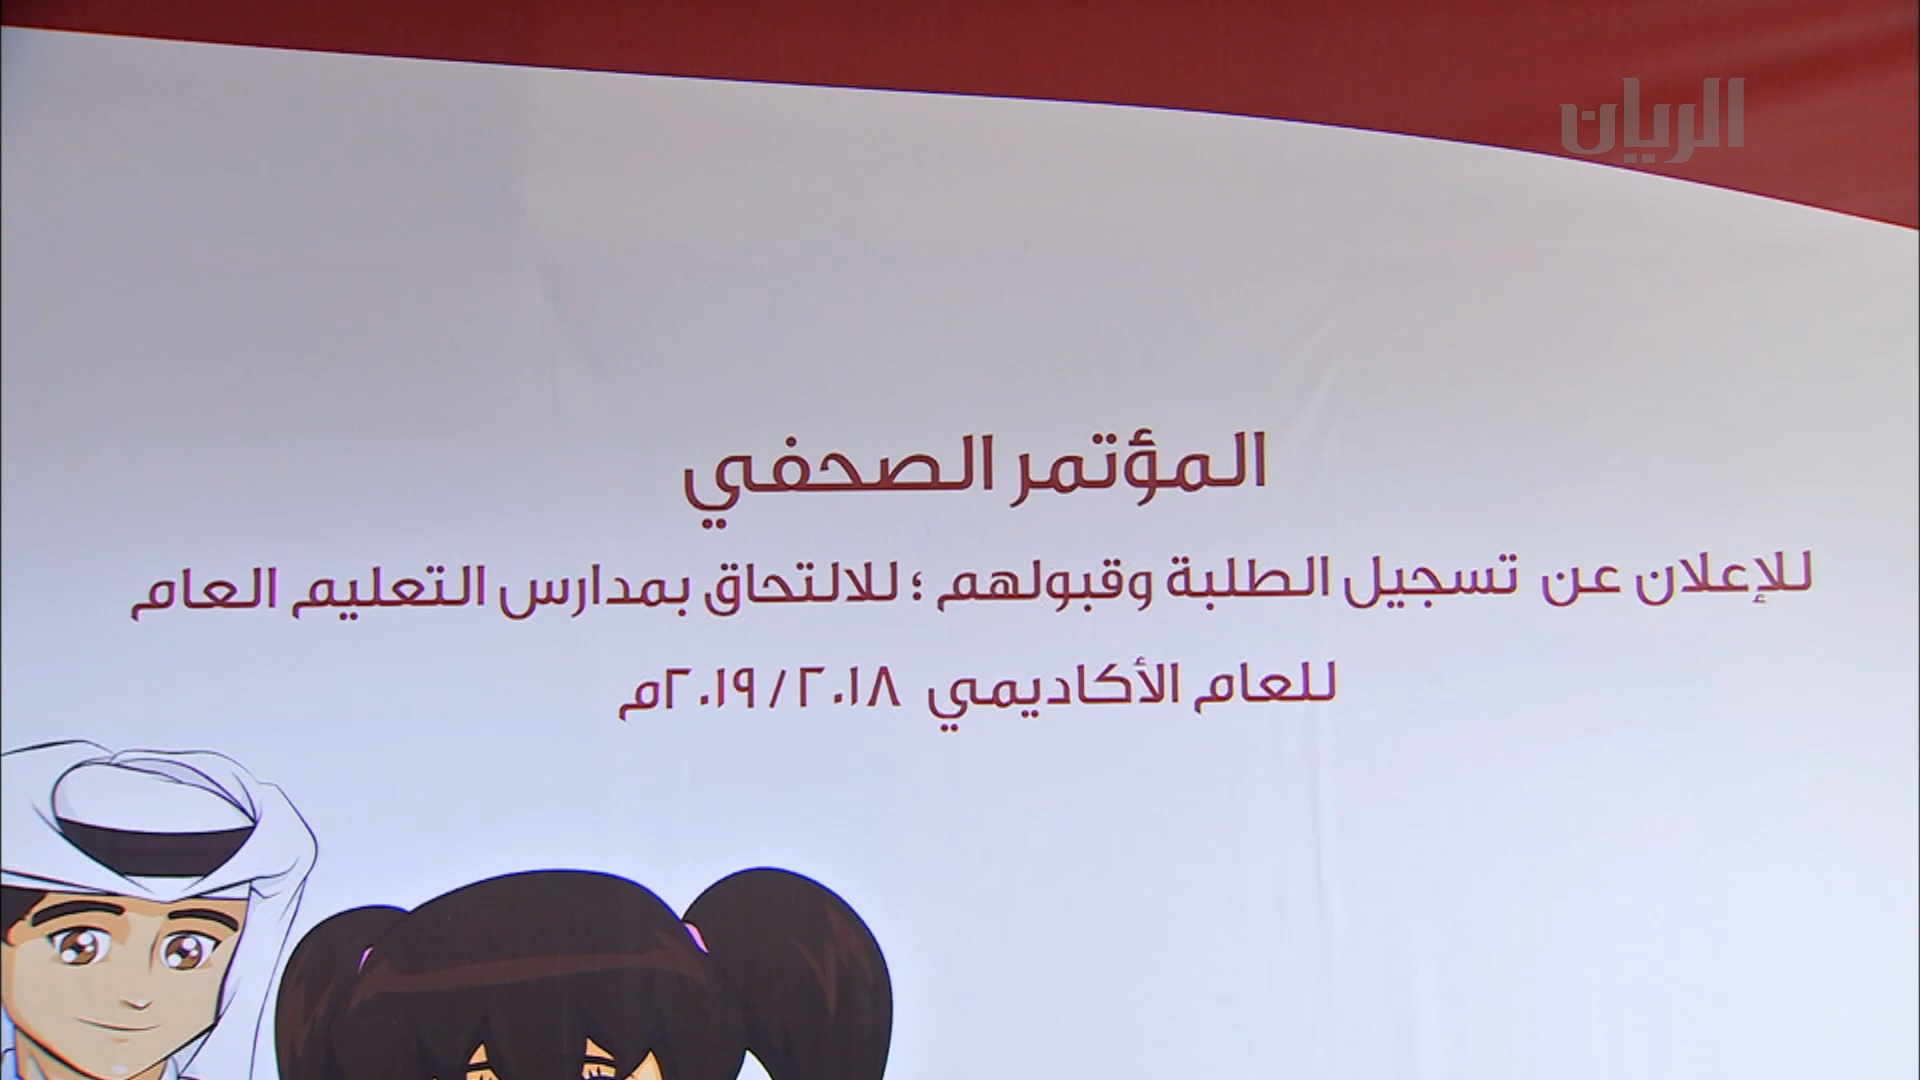 الريان
المؤتمر الصحفي
للإعلان عن تسجيل الطلبة وقبولهم ؛ للالتحاق بمدارس التعليم العام
للعام الأكاديمي ٢٠١٨/٢٠١٩م